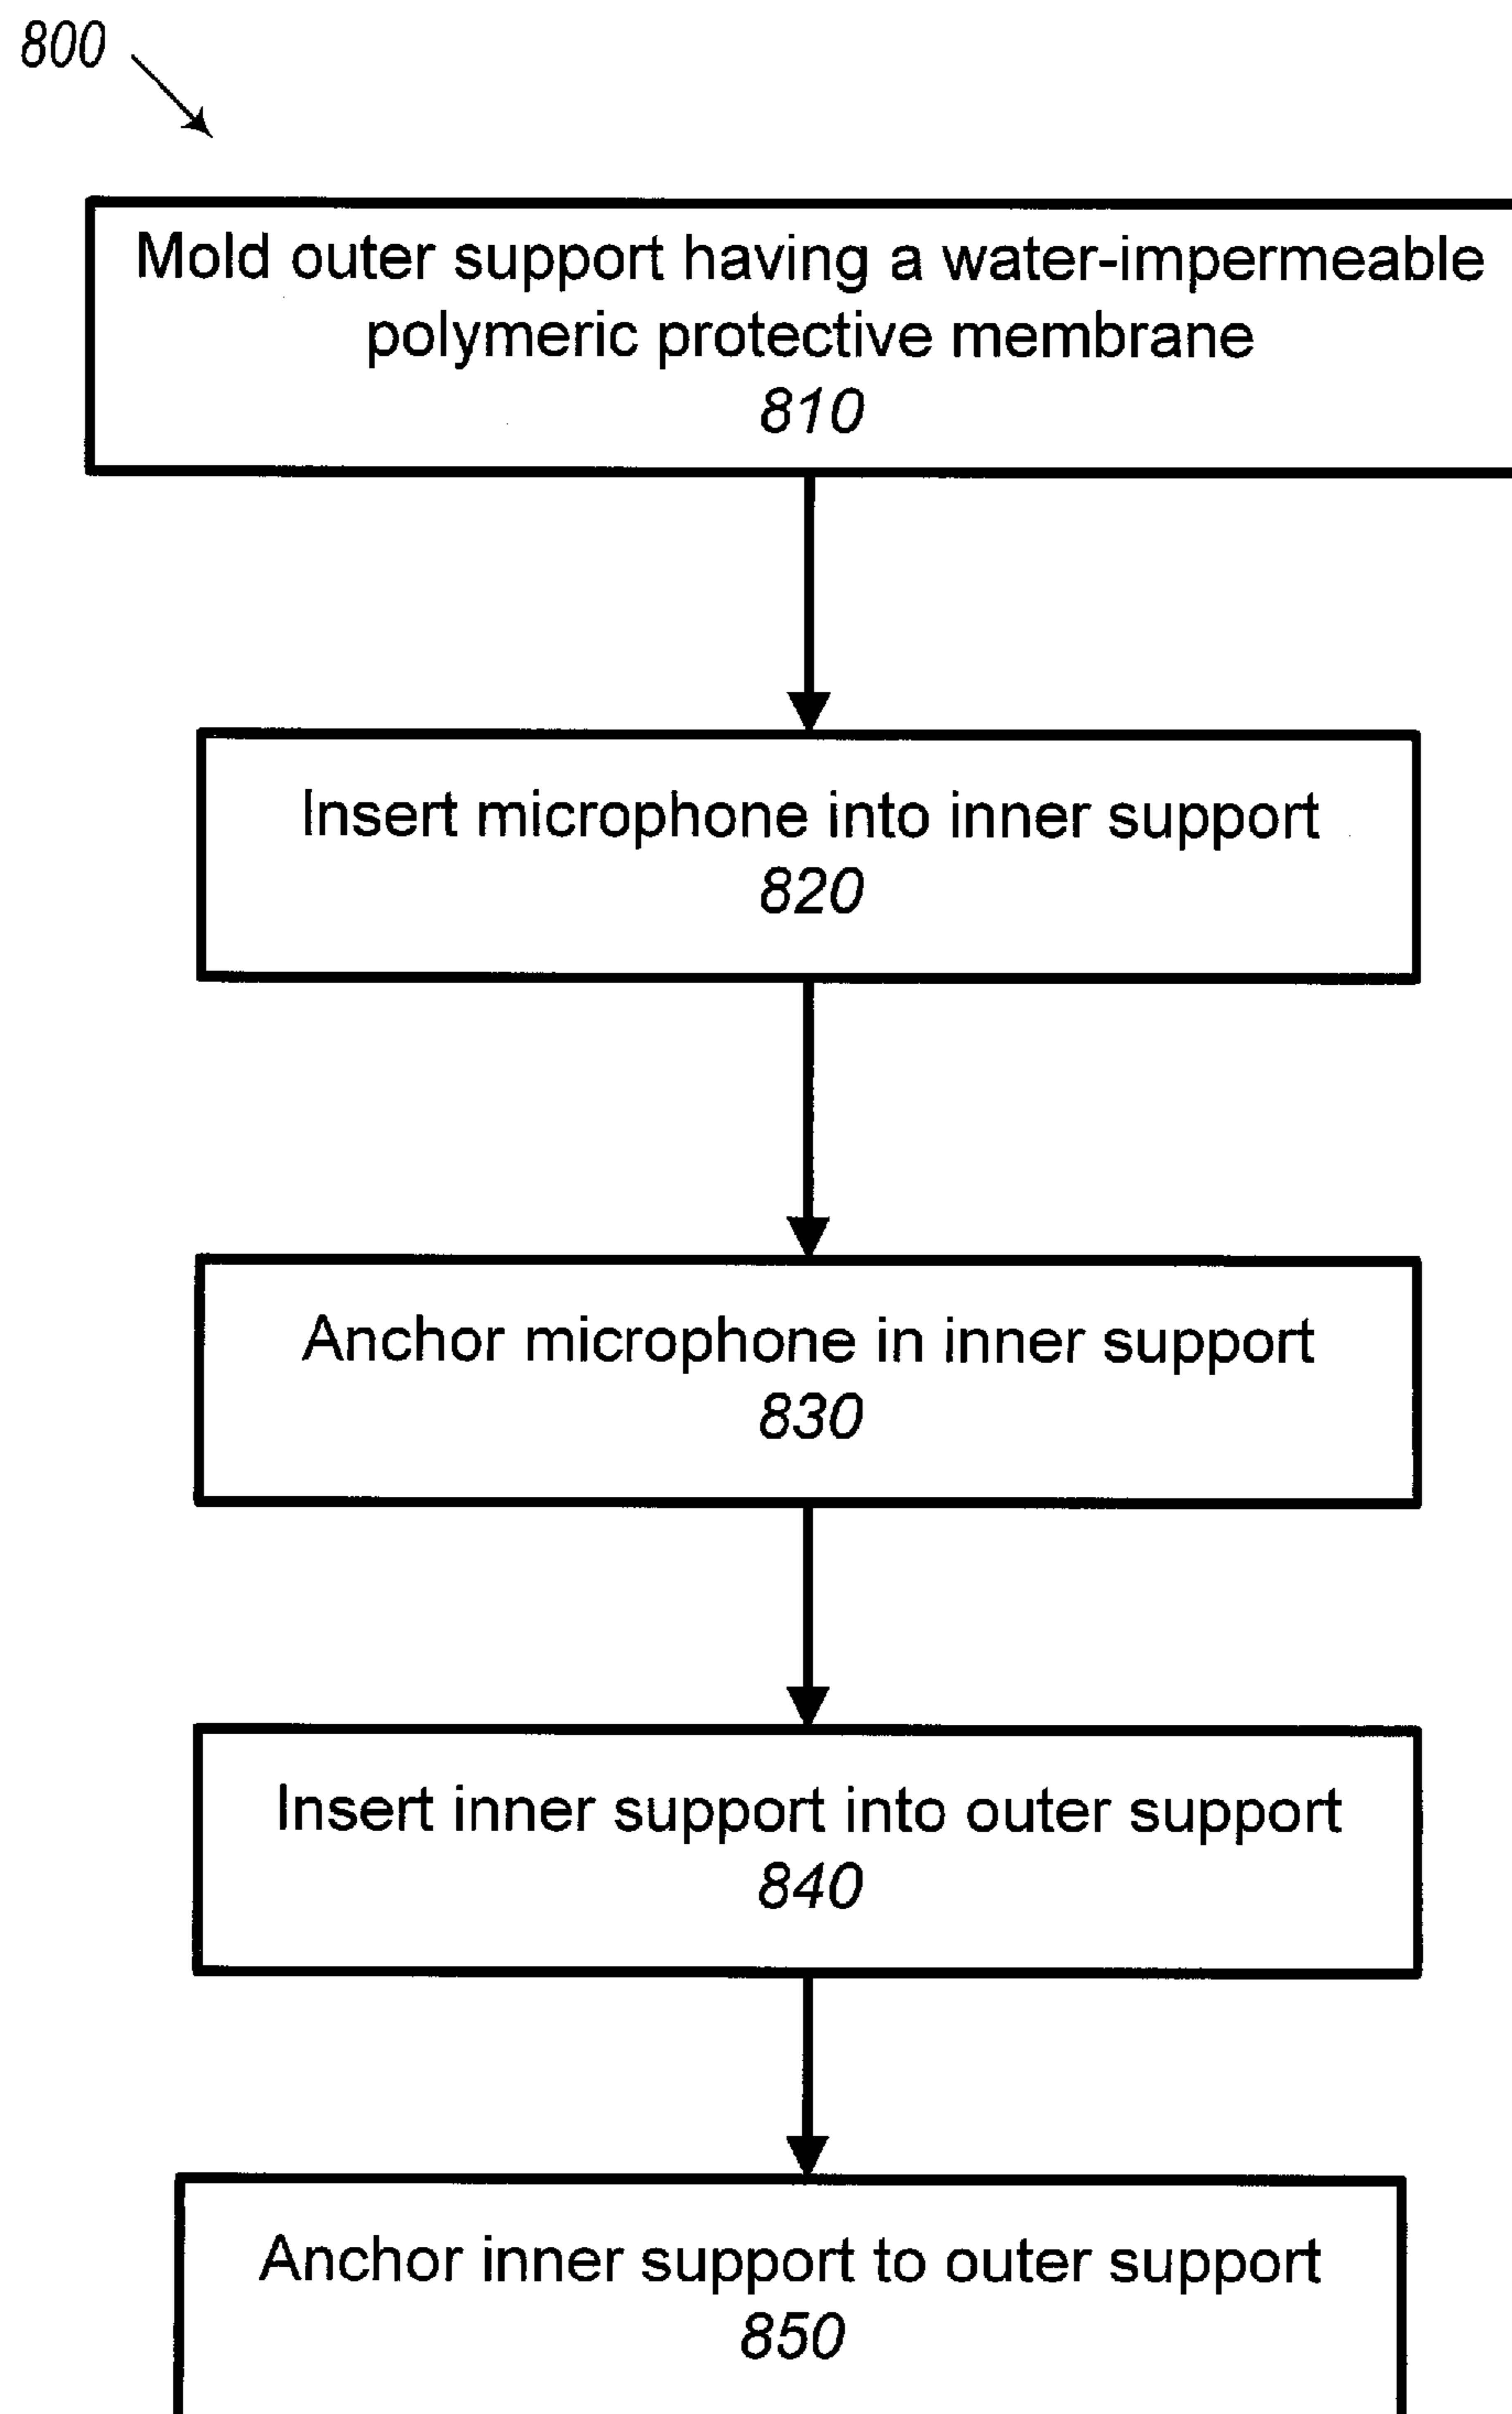 800
Mold outer support having a water-impermeable
polymeric protective membrane
810
Insert microphone into inner support
820
Anchor microphone in inner support
830
Insert inner support into outer support
840
Anchor inner support to outer support
850